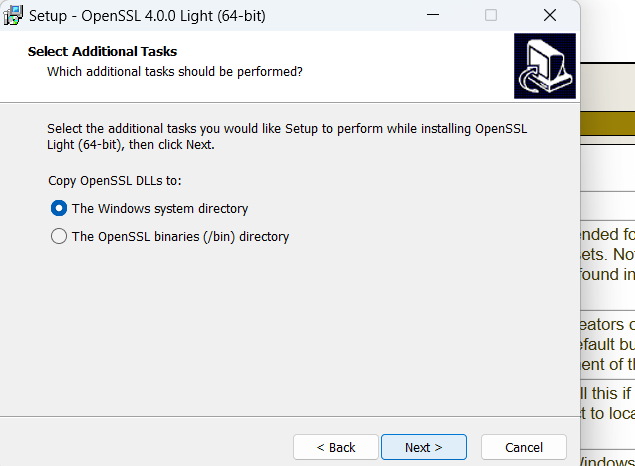 Setup - OpenSSL 4.0.0 Light (64-bit)
Select Additional Tasks
Which additional tasks should be performed?
Select the additional tasks you would like Setup to perform while installing OpenSSL
Light (64-bit), then click Next.
Copy OpenSSL DLLs to:
The Windows system directory
The OpenSSL binaries (/bin) directory
< Back
Next >
Cancel
nded fo
ets. No
found in
eators o
efault bu
ent of th
ll this if
t to loca
Windows